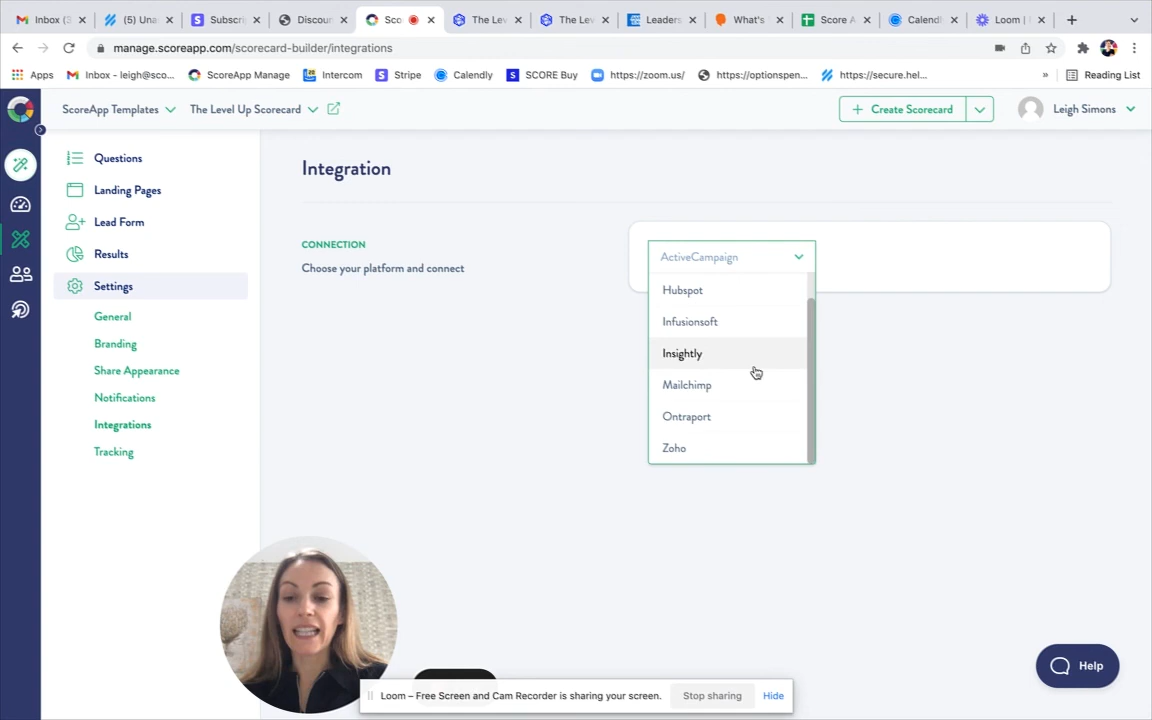 Inbox (3
(5) Una
Subscri
Discoun
Sco
The Lev
The Lev
Leaders
What's
Score A
Calendl
Loom |
manage.scoreapp.com/scorecard-builder/integrations
Apps
Inbox - leigh@sco...
ScoreApp Manage
Intercom
Stripe
Calendly
SCORE Buy
https://zoom.us/
https://optionspen...
https://secure.hel...
»
Reading List
ScoreApp Templates
The Level Up Scorecard
+ Create Scorecard
Leigh Simons
Questions
Landing Pages
Lead Form
Results
Settings
General
Branding
Share Appearance
Notifications
Integrations
Tracking
Integration
CONNECTION
Choose your platform and connect
ActiveCampaign
Hubspot
Infusionsoft
Insightly
Mailchimp
Ontraport
Zoho
Help
Loom – Free Screen and Cam Recorder is sharing your screen.
Stop sharing
Hide